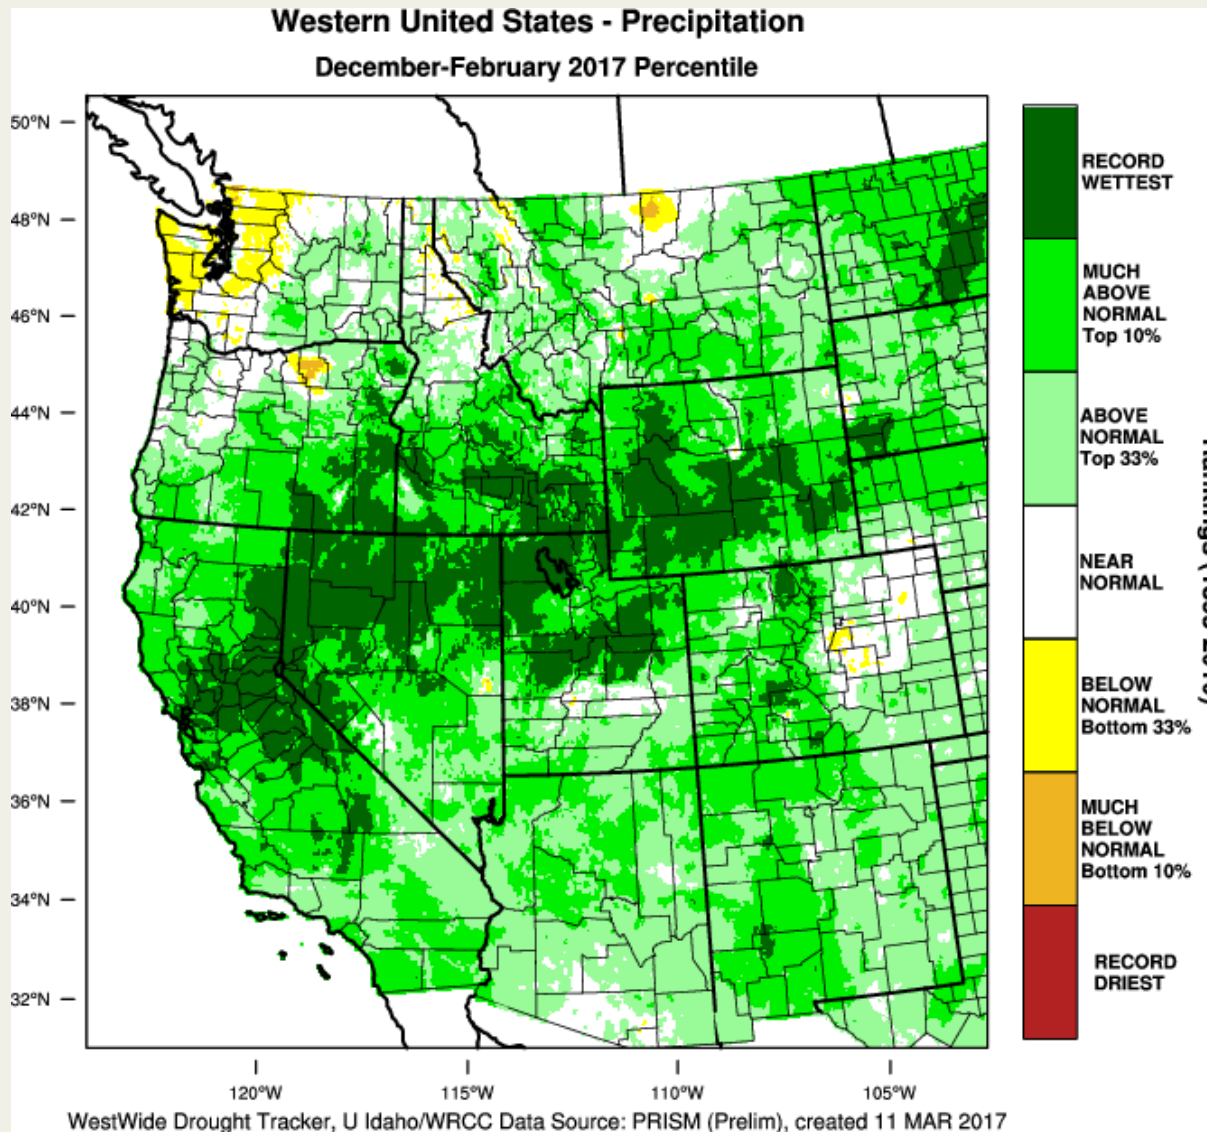 Western United States - Precipitation
December-February 2017 Percentile
50°N
48°N
46°N
44°N
42°N
40°N
38°N
36°N
34°N
32°N
120°W
115°W
110°W
105°W
RECORD
WETTEST
MUCH
ABOVE
NORMAL
Top 10%
ABOVE
NORMAL
Top 33%
NEAR
NORMAL
BELOW
NORMAL
Bottom 33%
MUCH
BELOW
NORMAL
Bottom 10%
RECORD
DRIEST
WestWide Drought Tracker, U Idaho/WRCC Data Source: PRISM (Prelim), created 11 MAR 2017